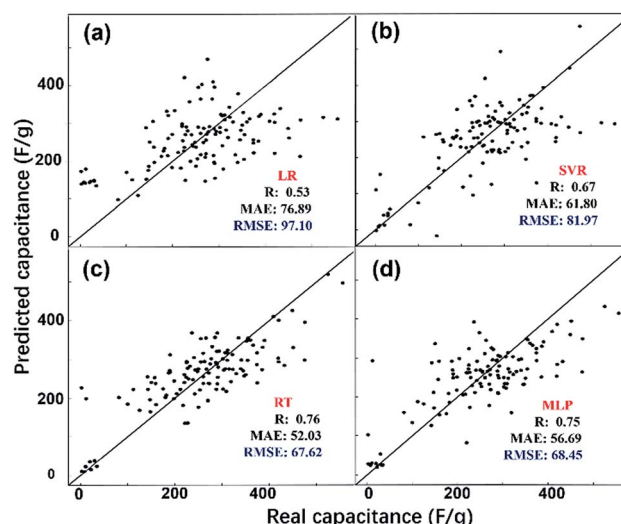 (a)
(b)
400
200
0
LR
R: 0.53
MAE: 76.89
RMSE: 97.10
SVR
R: 0.67
MAE: 61.80
RMSE: 81.97
Predicted capacitance (F/g)
(c)
(d)
400
200
0
RT
R: 0.76
MAE: 52.03
RMSE: 67.62
MLP
R: 0.75
MAE: 56.69
RMSE: 68.45
0 200 400 0 200 400
Real capacitance (F/g)